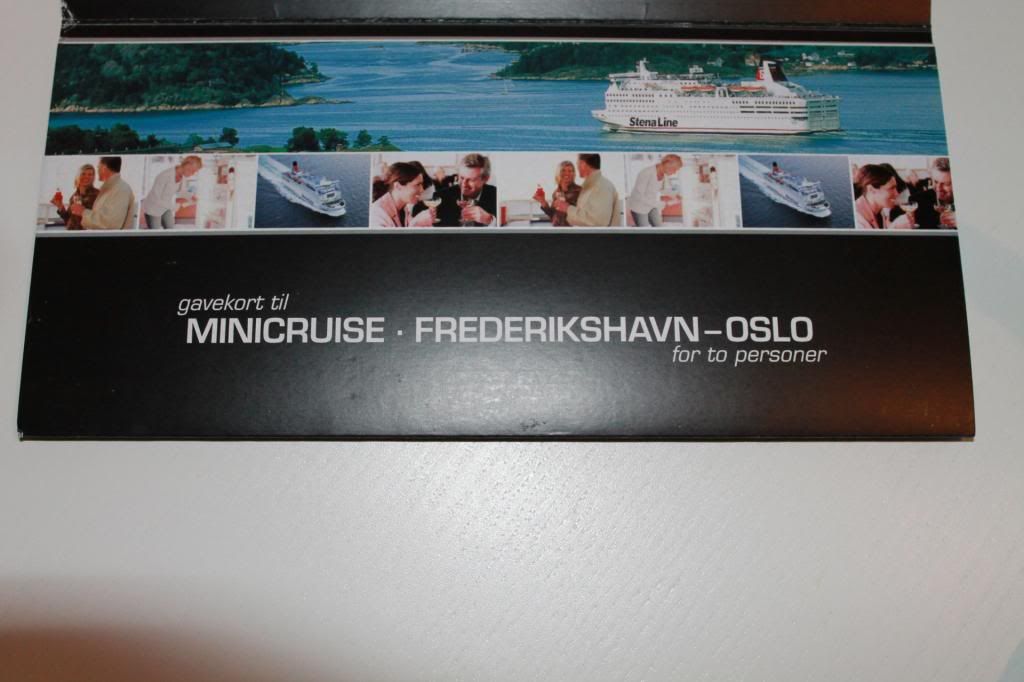 Stena Line
gavekort til
MINICRUISE · FREDERIKSHAVN – OSLO
for to personer